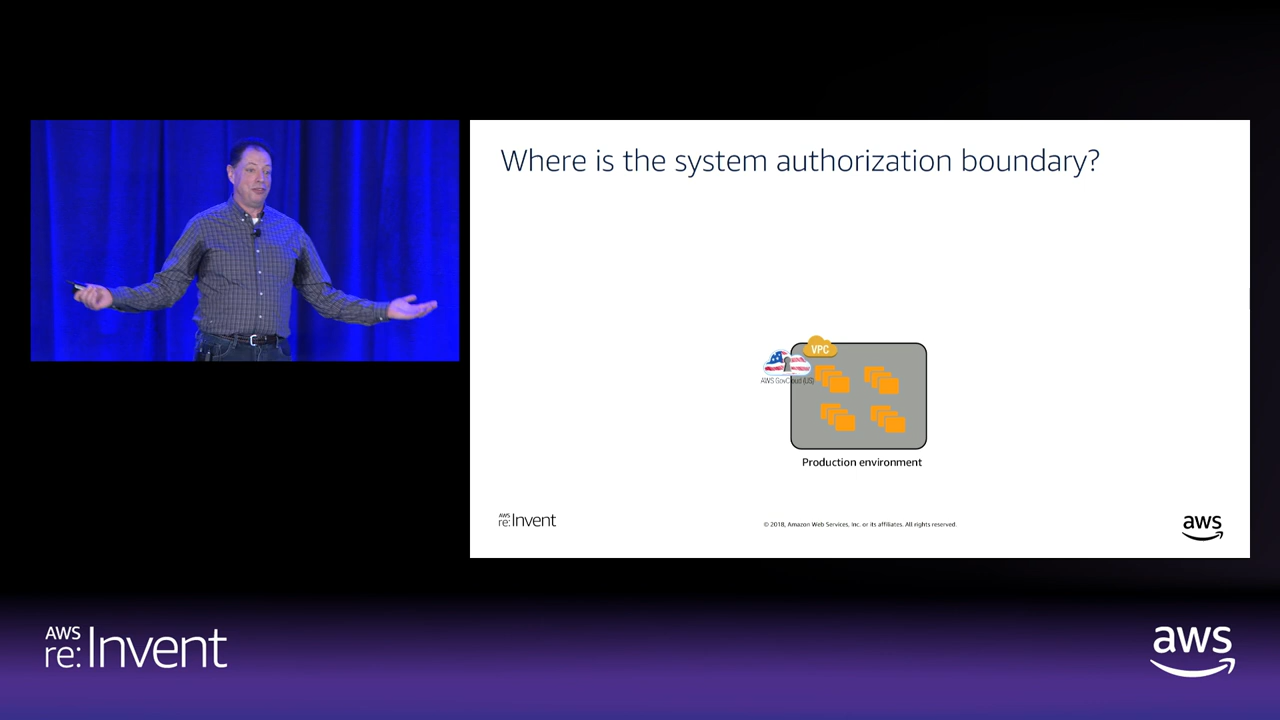 Where is the system authorization boundary?
VPC
AWS GovCloud (US)
Production environment
AWS
re:Invent
© 2018, Amazon Web Services, Inc. or its affiliates. All rights reserved.
aws
AWS
re:Invent
aws